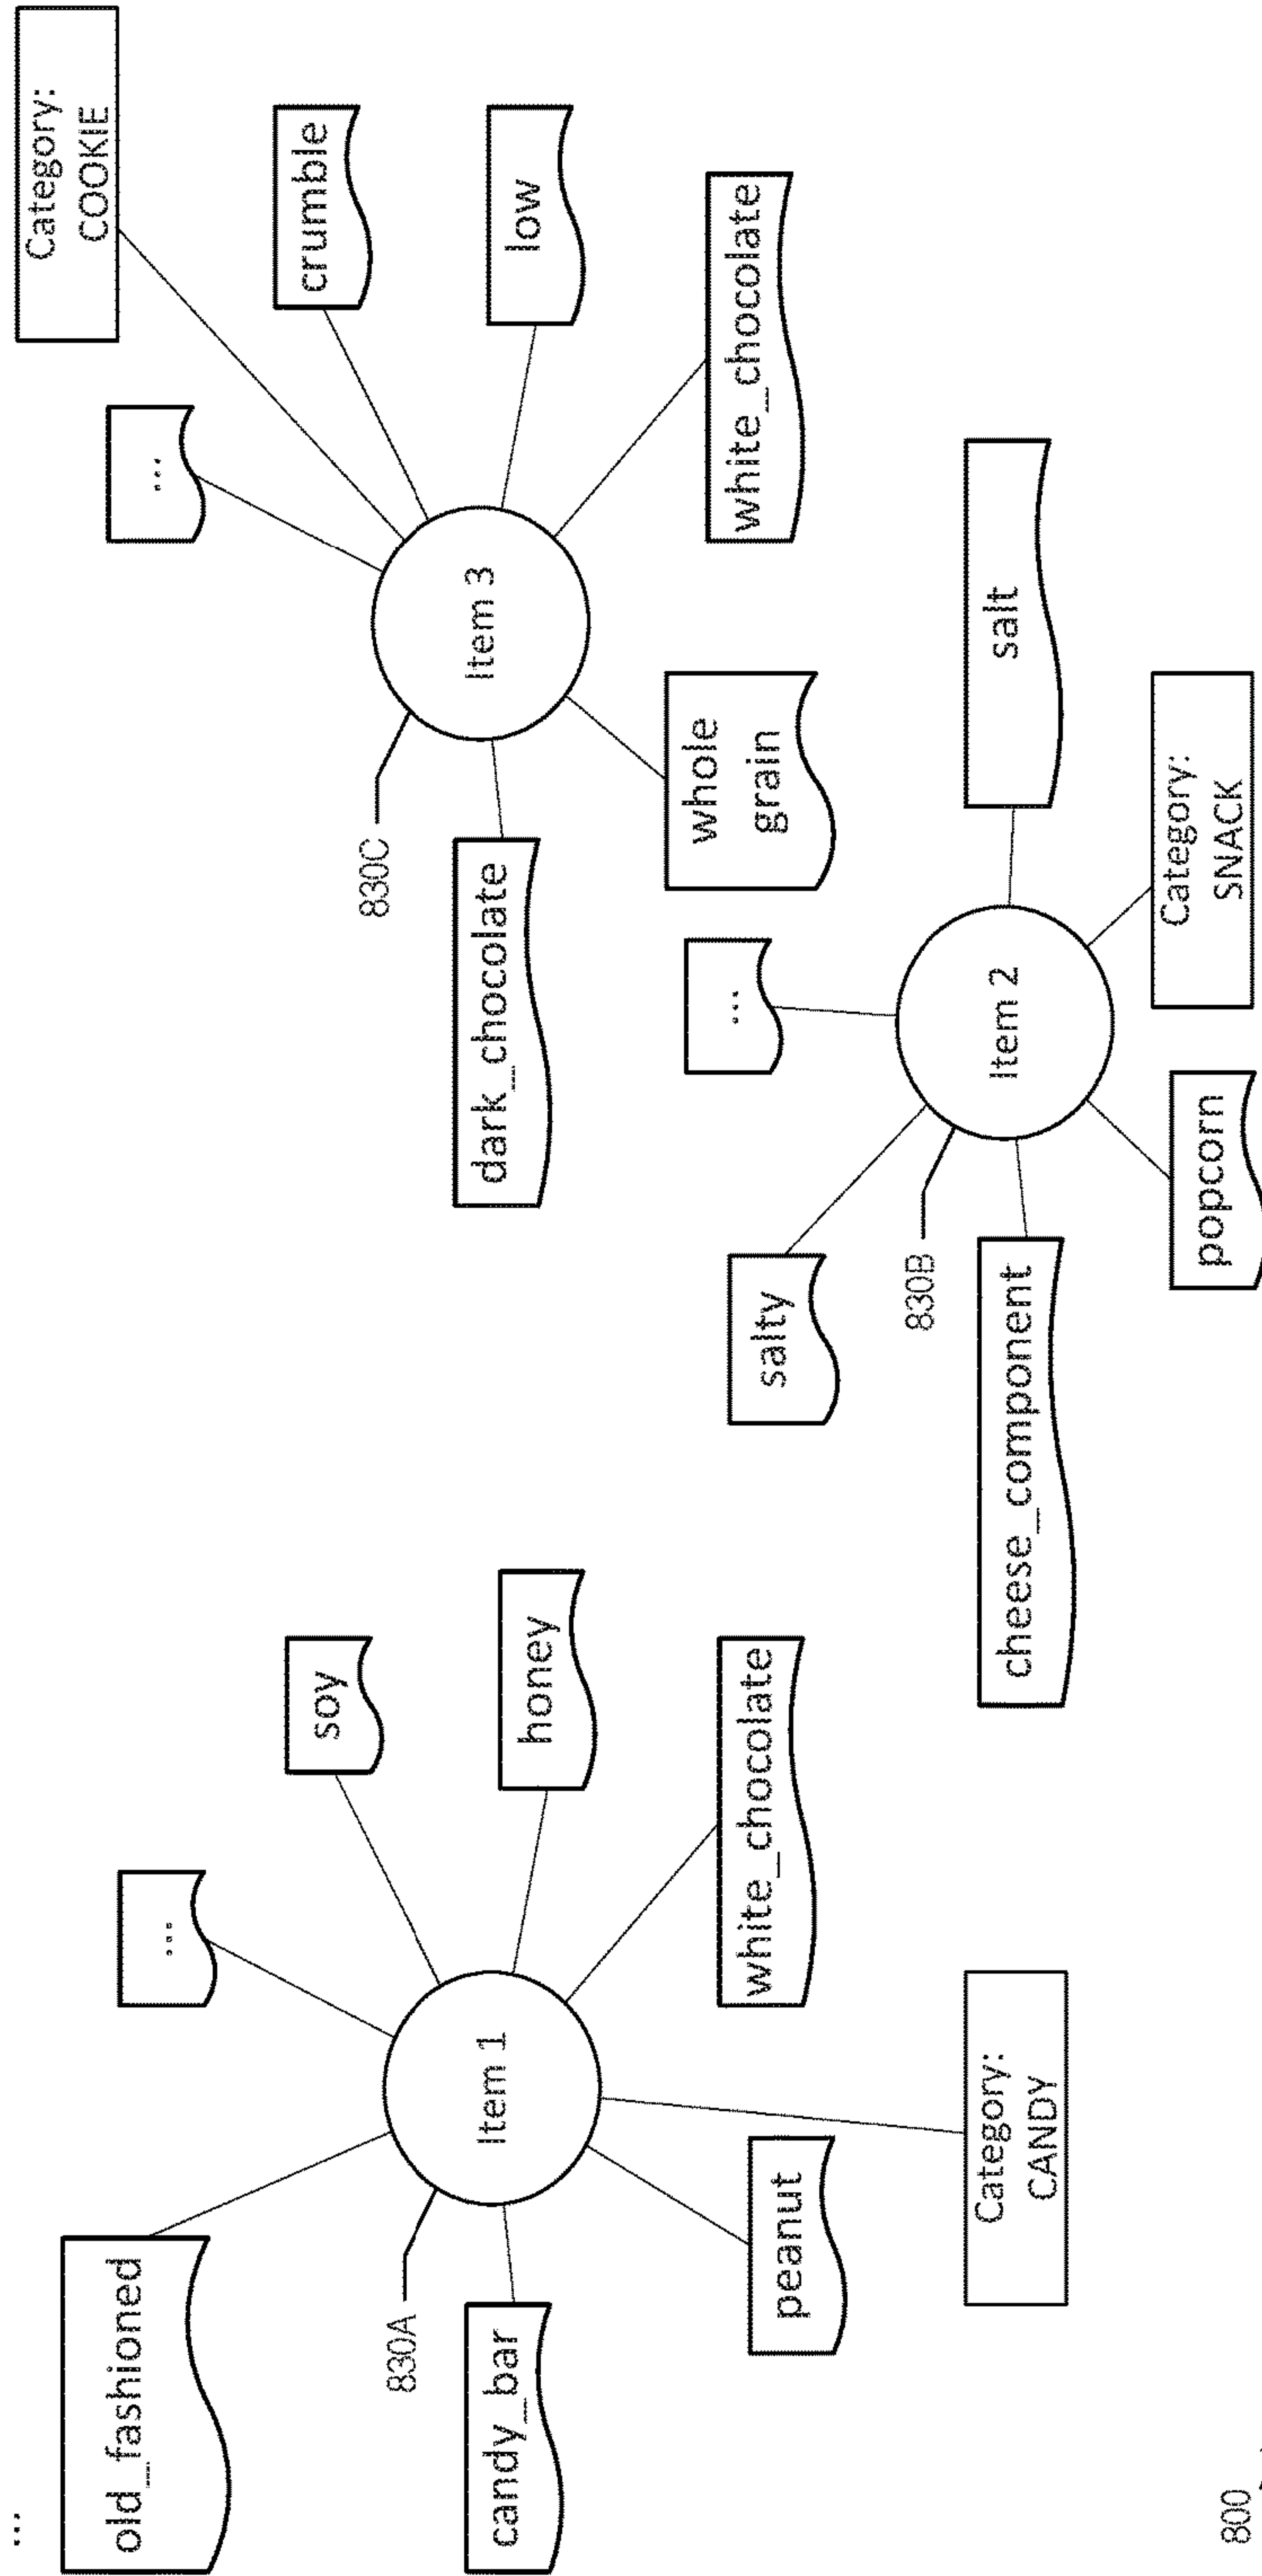 ...
old_fashioned
...
soy
830A
Item 1
candy_bar
honey
peanut
white_chocolate
Category:
CANDY
Category:
COOKIE
...
crumble
830C
Item 3
low
dark_chocolate
whole
grain
white_chocolate
salty
...
830B
Item 2
salt
cheese_component
popcorn
Category:
SNACK
800